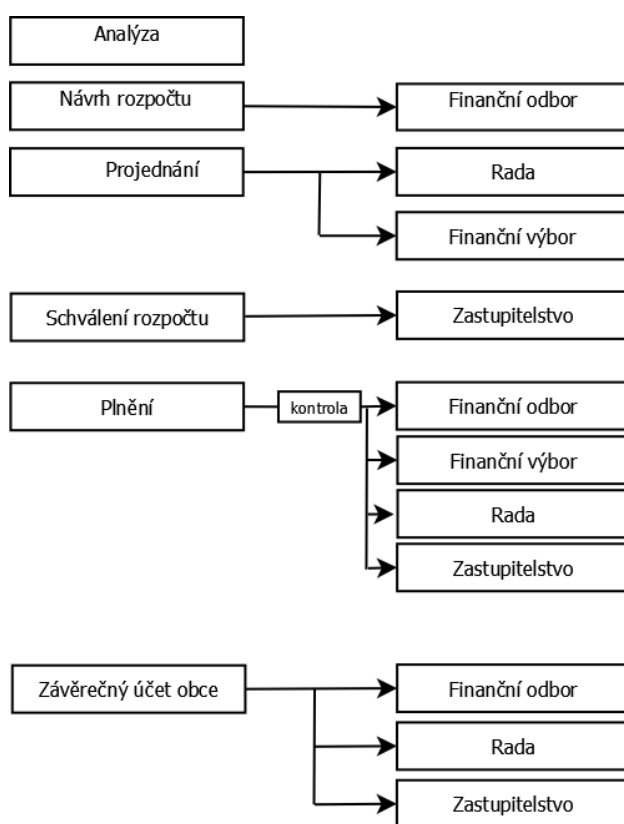 Analýza
Návrh rozpočtu
Finanční odbor
Projednání
Rada
Finanční výbor
Schválení rozpočtu
Zastupitelstvo
Plnění
kontrola
Finanční odbor
Finanční výbor
Rada
Zastupitelstvo
Závěrečný účet obce
Finanční odbor
Rada
Zastupitelstvo